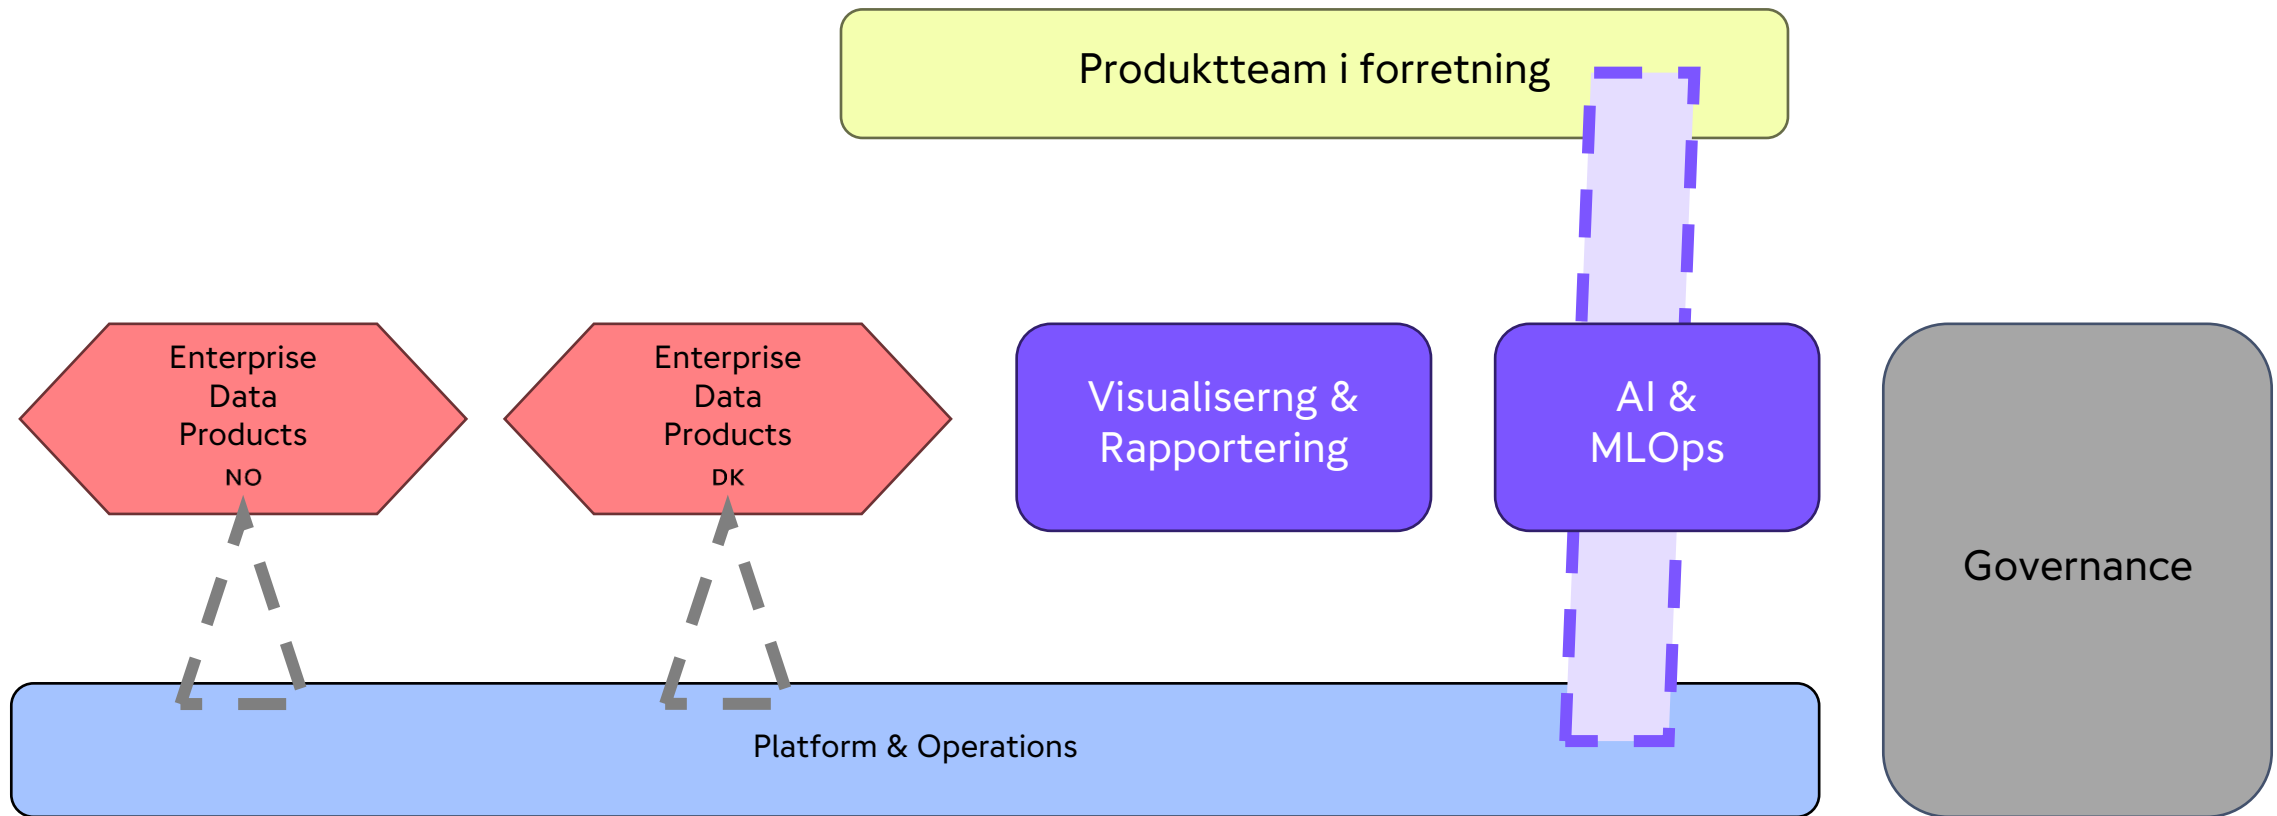 Produktteam i forretning
Enterprise
Data
Products
NO
Enterprise
Data
Products
DK
Visualiserng &
Rapportering
AI &
MLOps
Governance
Platform & Operations